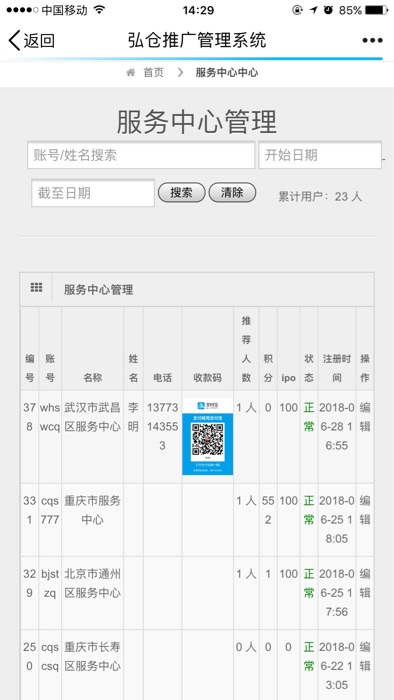 中国移动 14:29 85%
返回 弘仓推广管理系统
首页 服务中心中心
服务中心管理
账号/姓名搜索 开始日期 -
截至日期 搜索 清除 累计用户：23 人
服务中心管理
编号 账号 名称 姓名 电话 收款码 推荐人数 积分 ipo 状态 注册时间 操作
378 whswcq 武汉市武昌区服务中心 李明 13773143553 1 人 0 100 正常 2018-06-28 16:55 编辑
支付宝
331 cqs777 重庆市服务中心 1 人 552 100 正常 2018-06-25 18:05 编辑
329 bjstzq 北京市通州区服务中心 1 人 1 100 正常 2018-06-25 17:56 编辑
250 cqscsq 重庆市长寿区服务中心 0 人 0 0 正常 2018-06-22 13:05 编辑